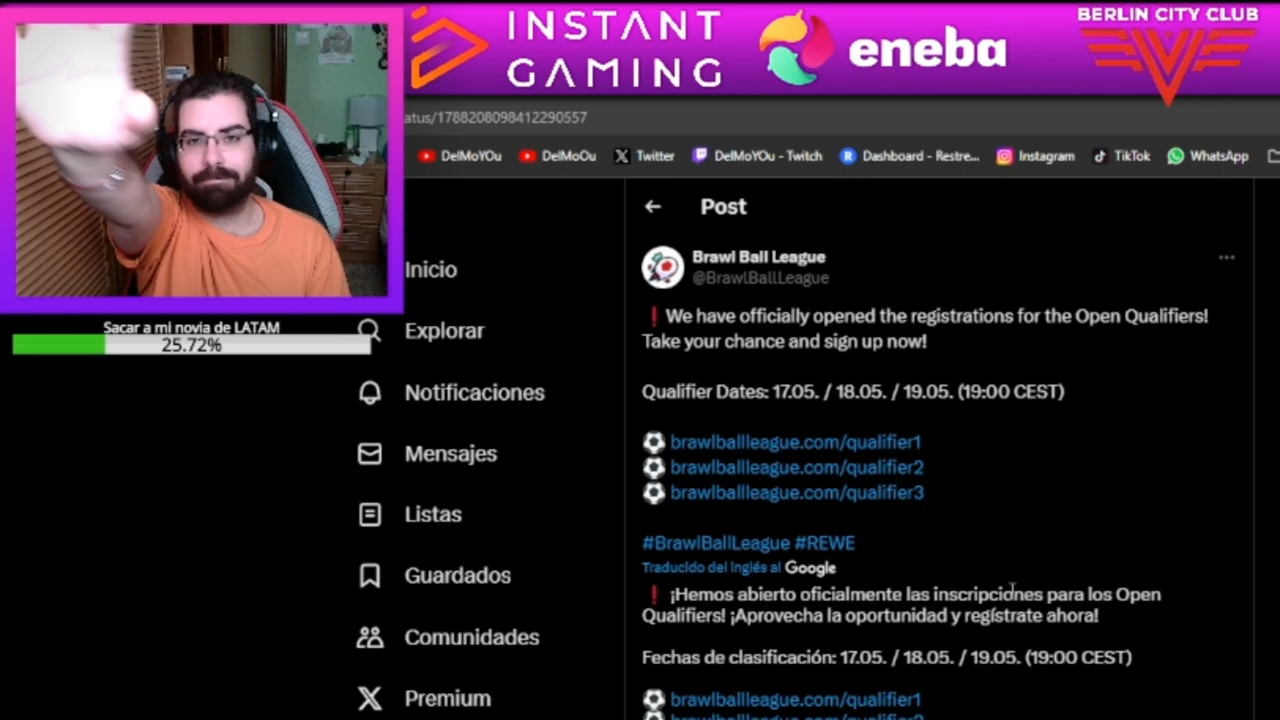 INSTANT
GAMING
eneba
BERLIN CITY CLUB
atus/1788208098412290557
DelMoYOu
DelMoOu
Twitter
DelMoYOu - Twitch
Dashboard - Restre...
Instagram
TikTok
WhatsApp
Sacar a mi novia de LATAM
25.72%
Inicio
Explorar
Notificaciones
Mensajes
Listas
Guardados
Comunidades
Premium
Post
Brawl Ball League
@BrawlBallLeague
❗We have officially opened the registrations for the Open Qualifiers!
Take your chance and sign up now!
Qualifier Dates: 17.05. / 18.05. / 19.05. (19:00 CEST)
⚽ brawlballleague.com/qualifier1
⚽ brawlballleague.com/qualifier2
⚽ brawlballleague.com/qualifier3
#BrawlBallLeague #REWE
Traducido del inglés al Google
❗ ¡Hemos abierto oficialmente las inscripciones para los Open
Qualifiers! ¡Aprovecha la oportunidad y regístrate ahora!
Fechas de clasificación: 17.05. / 18.05. / 19.05. (19:00 CEST)
⚽ brawlballleague.com/qualifier1